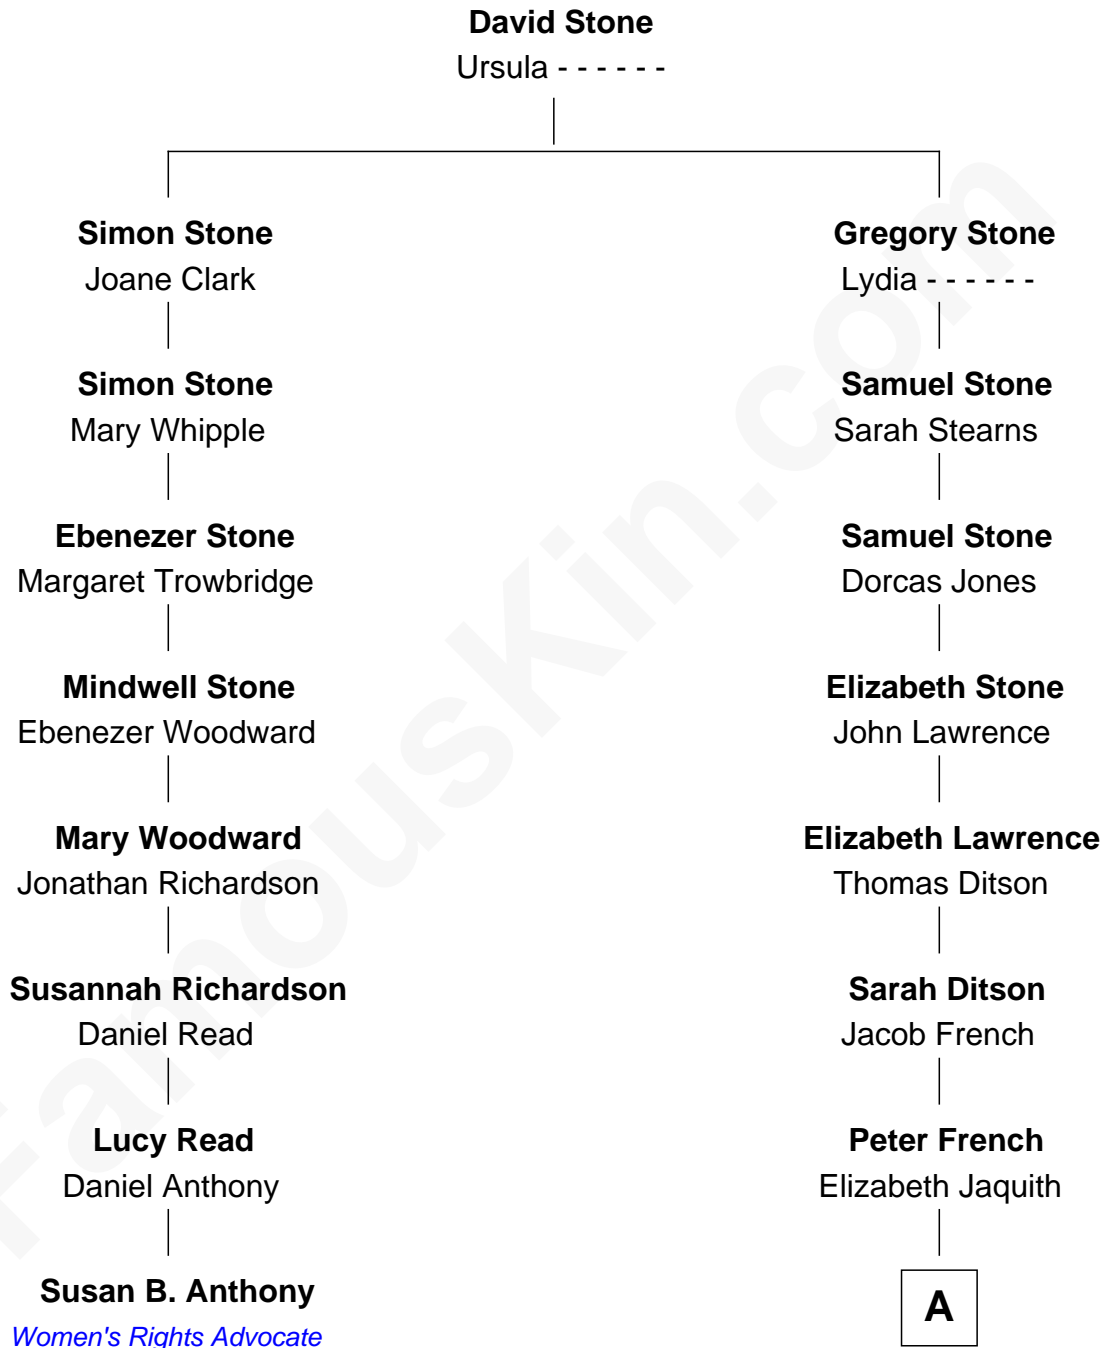 David Stone
Ursula - - - - - -
Simon Stone
Joane Clark
Gregory Stone
Lydia - - - - - -
Simon Stone
Mary Whipple
Samuel Stone
Sarah Stearns
Ebenezer Stone
Margaret Trowbridge
Samuel Stone
Dorcas Jones
Mindwell Stone
Ebenezer Woodward
Elizabeth Stone
John Lawrence
Mary Woodward
Jonathan Richardson
Elizabeth Lawrence
Thomas Ditson
Susannah Richardson
Daniel Read
Sarah Ditson
Jacob French
Lucy Read
Daniel Anthony
Peter French
Elizabeth Jaquith
Susan B. Anthony
Women's Rights Advocate
A
FamousKin.com